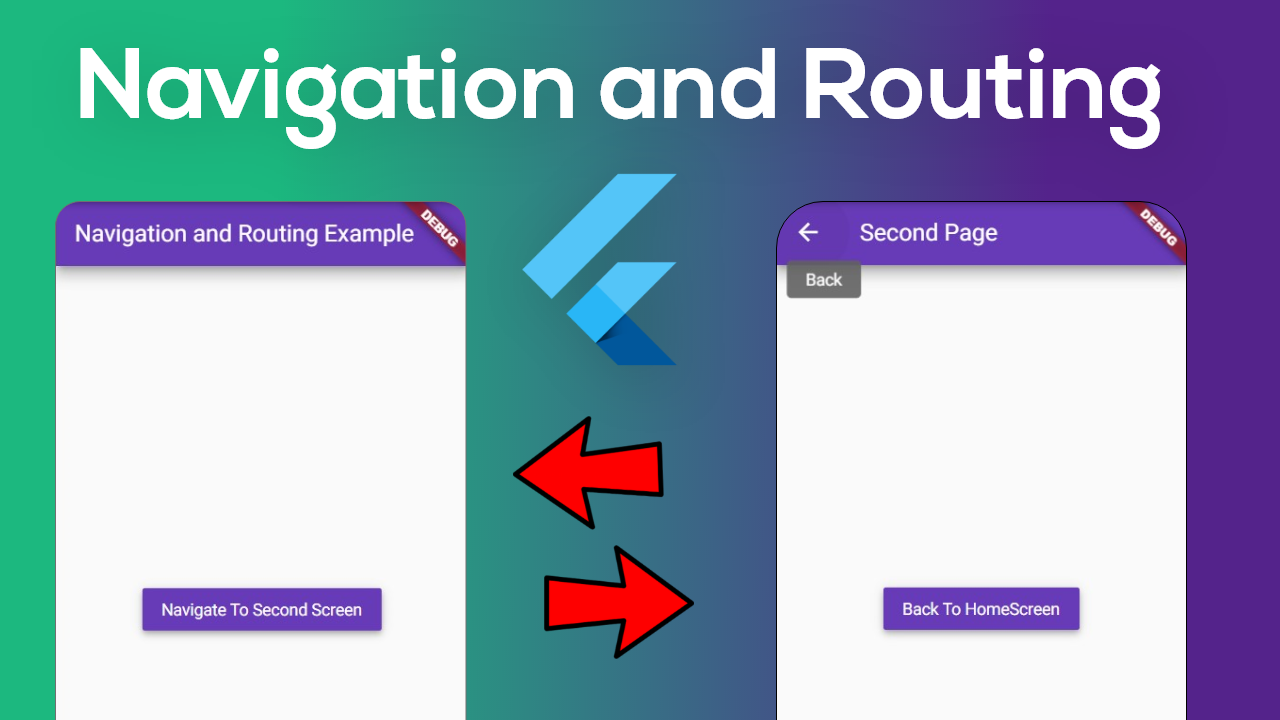 Navigation and Routing
Navigation and Routing Example
DEBUG
Navigate To Second Screen
Second Page
DEBUG
Back
Back To HomeScreen